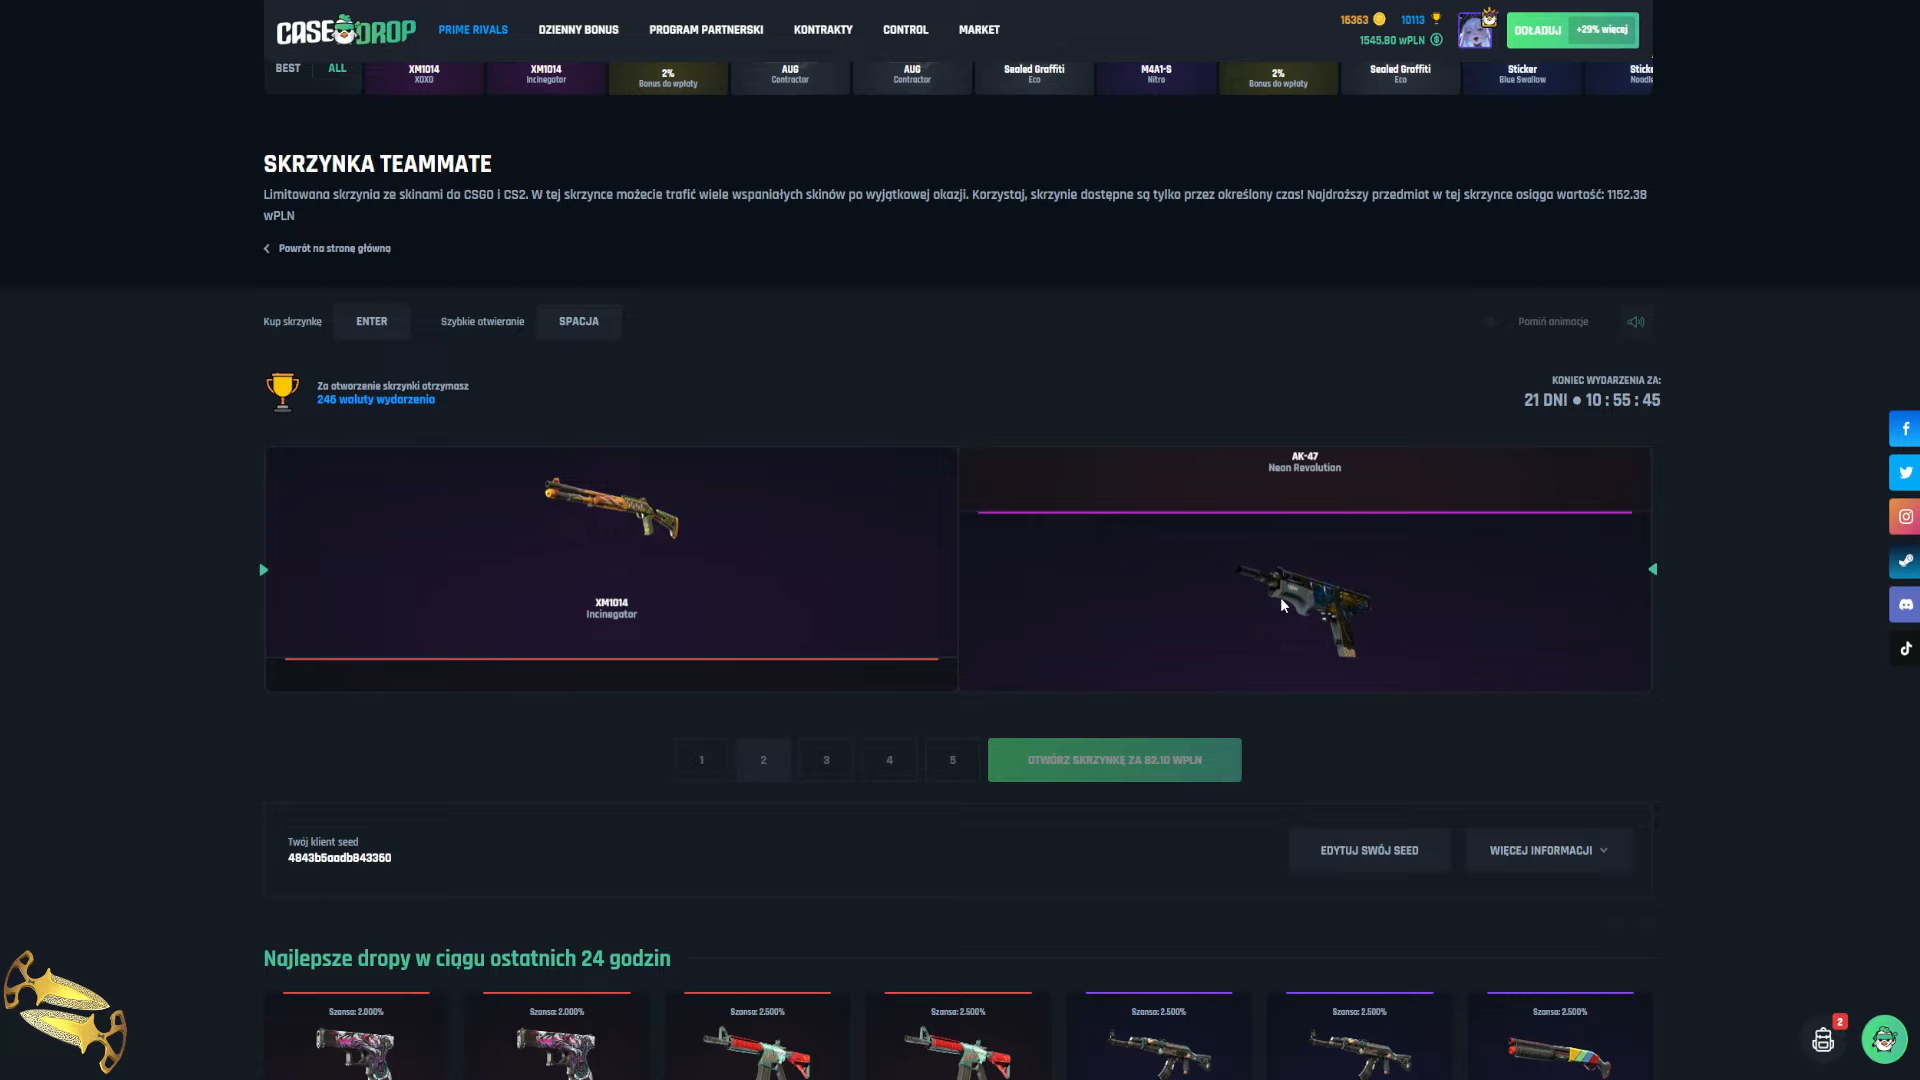 CASE DROP
PRIME RIVALS
DZIENNY BONUS
PROGRAM PARTNERSKI
KONTRAKTY
CONTROL
MARKET
16363
10113
1545.80 wPLN
DOŁADUJ
+29% więcej
BEST
ALL
XM1014
XOXO
XM1014
Incinegator
2%
Bonus do wpłaty
AUG
Contractor
AUG
Contractor
Sealed Graffiti
Eco
M4A1-S
Nitro
2%
Bonus do wpłaty
Sealed Graffiti
Eco
Sticker
Blue Swallow
Stick
Noodl
SKRZYNKA TEAMMATE
Limitowana skrzynia ze skinami do CSGO i CS2. W tej skrzynce możecie trafić wiele wspaniałych skinów po wyjątkowej okazji. Korzystaj, skrzynie dostępne są tylko przez określony czas! Najdroższy przedmiot w tej skrzynce osiąga wartość: 1152.38
wPLN
Powrót na stronę główną
Kup skrzynkę
ENTER
Szybkie otwieranie
SPACJA
Pomiń animacje
Za otworzenie skrzynki otrzymasz
246 waluty wydarzenia
KONIEC WYDARZENIA ZA:
21 DNI • 10 : 55 : 45
XM1014
Incinegator
AK-47
Neon Revolution
1
2
3
4
5
OTWÓRZ SKRZYNKĘ ZA 82.10 WPLN
Twój klient seed
4843b5aadb843360
EDYTUJ SWÓJ SEED
WIĘCEJ INFORMACJI
Najlepsze dropy w ciągu ostatnich 24 godzin
Szansa: 2.000%
Szansa: 2.000%
Szansa: 2.500%
Szansa: 2.500%
Szansa: 2.500%
Szansa: 2.500%
Szansa: 2.500%
2